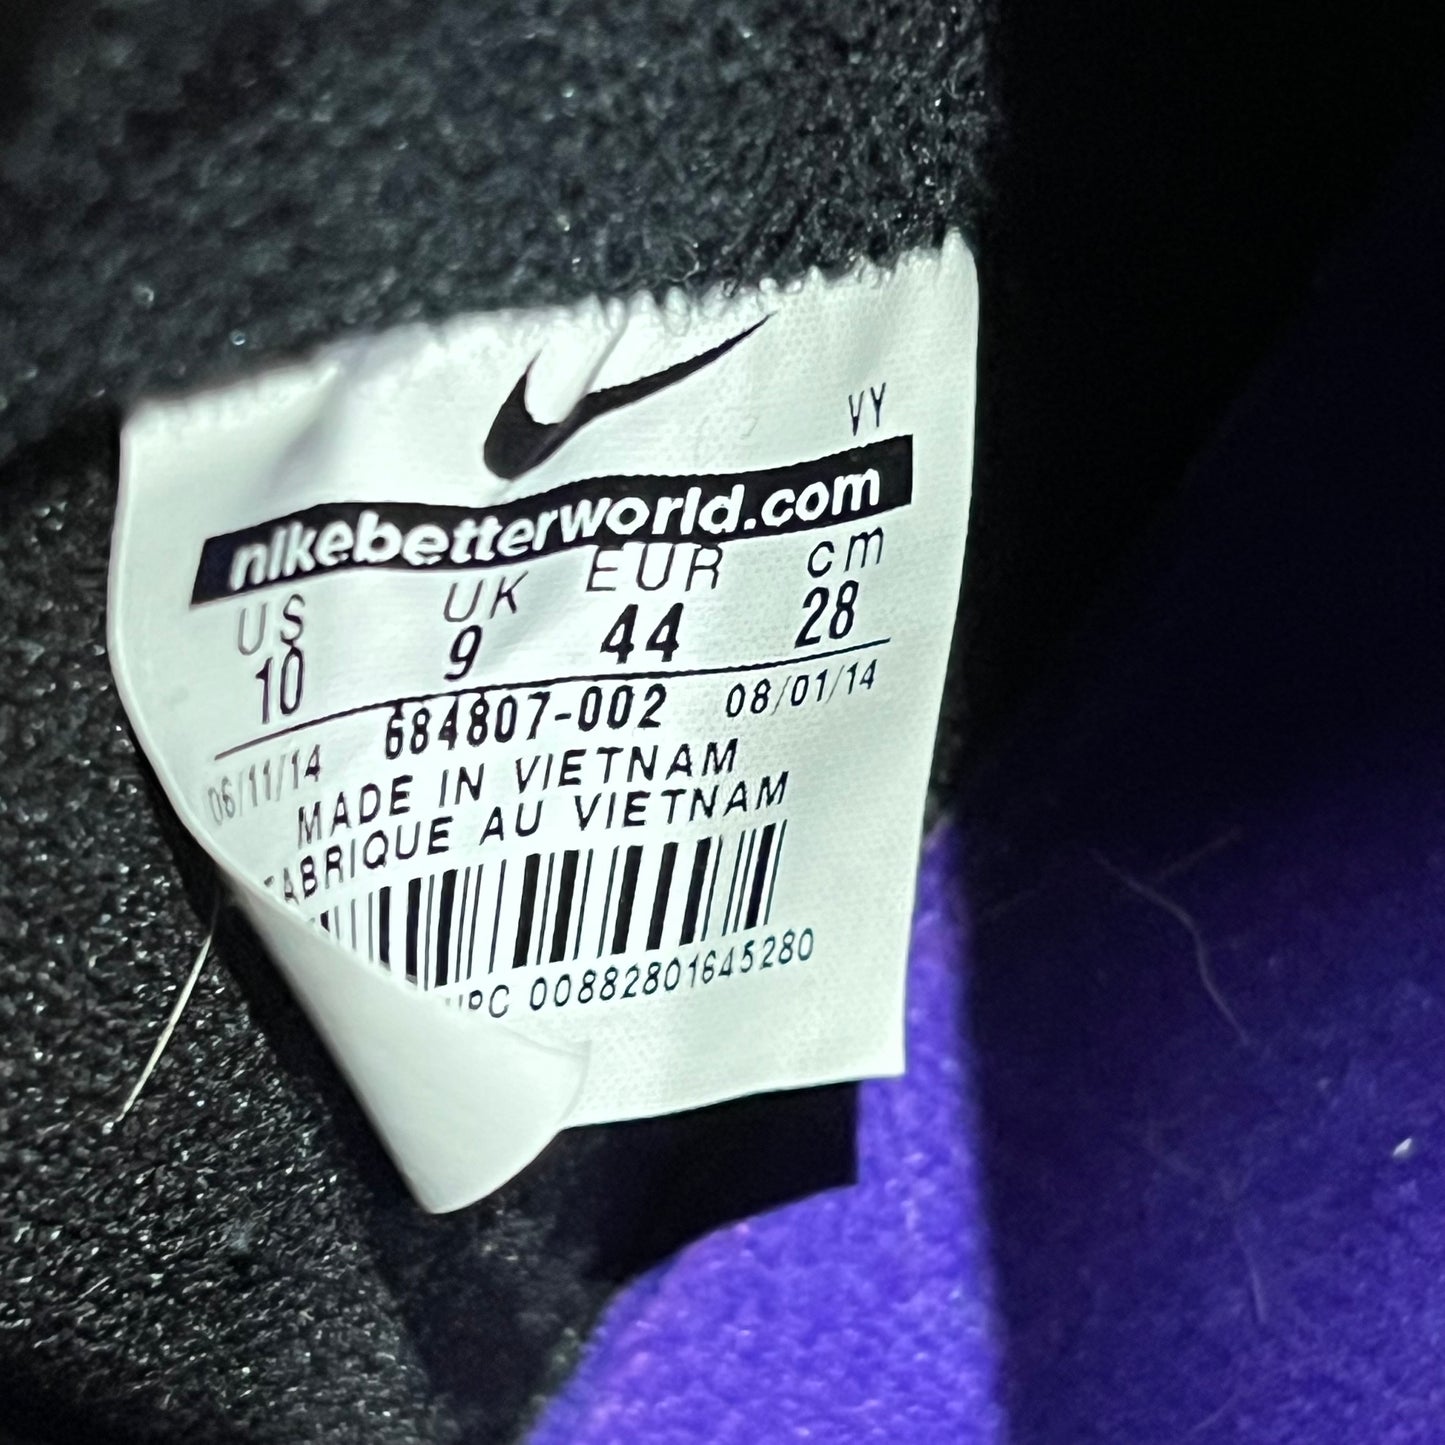 VY
nikebetterworld.com
US UK EUR cm
10 9 44 28
06/11/14 684807-002 08/01/14
MADE IN VIETNAM
FABRIQUE AU VIETNAM
UPC 00882801645280